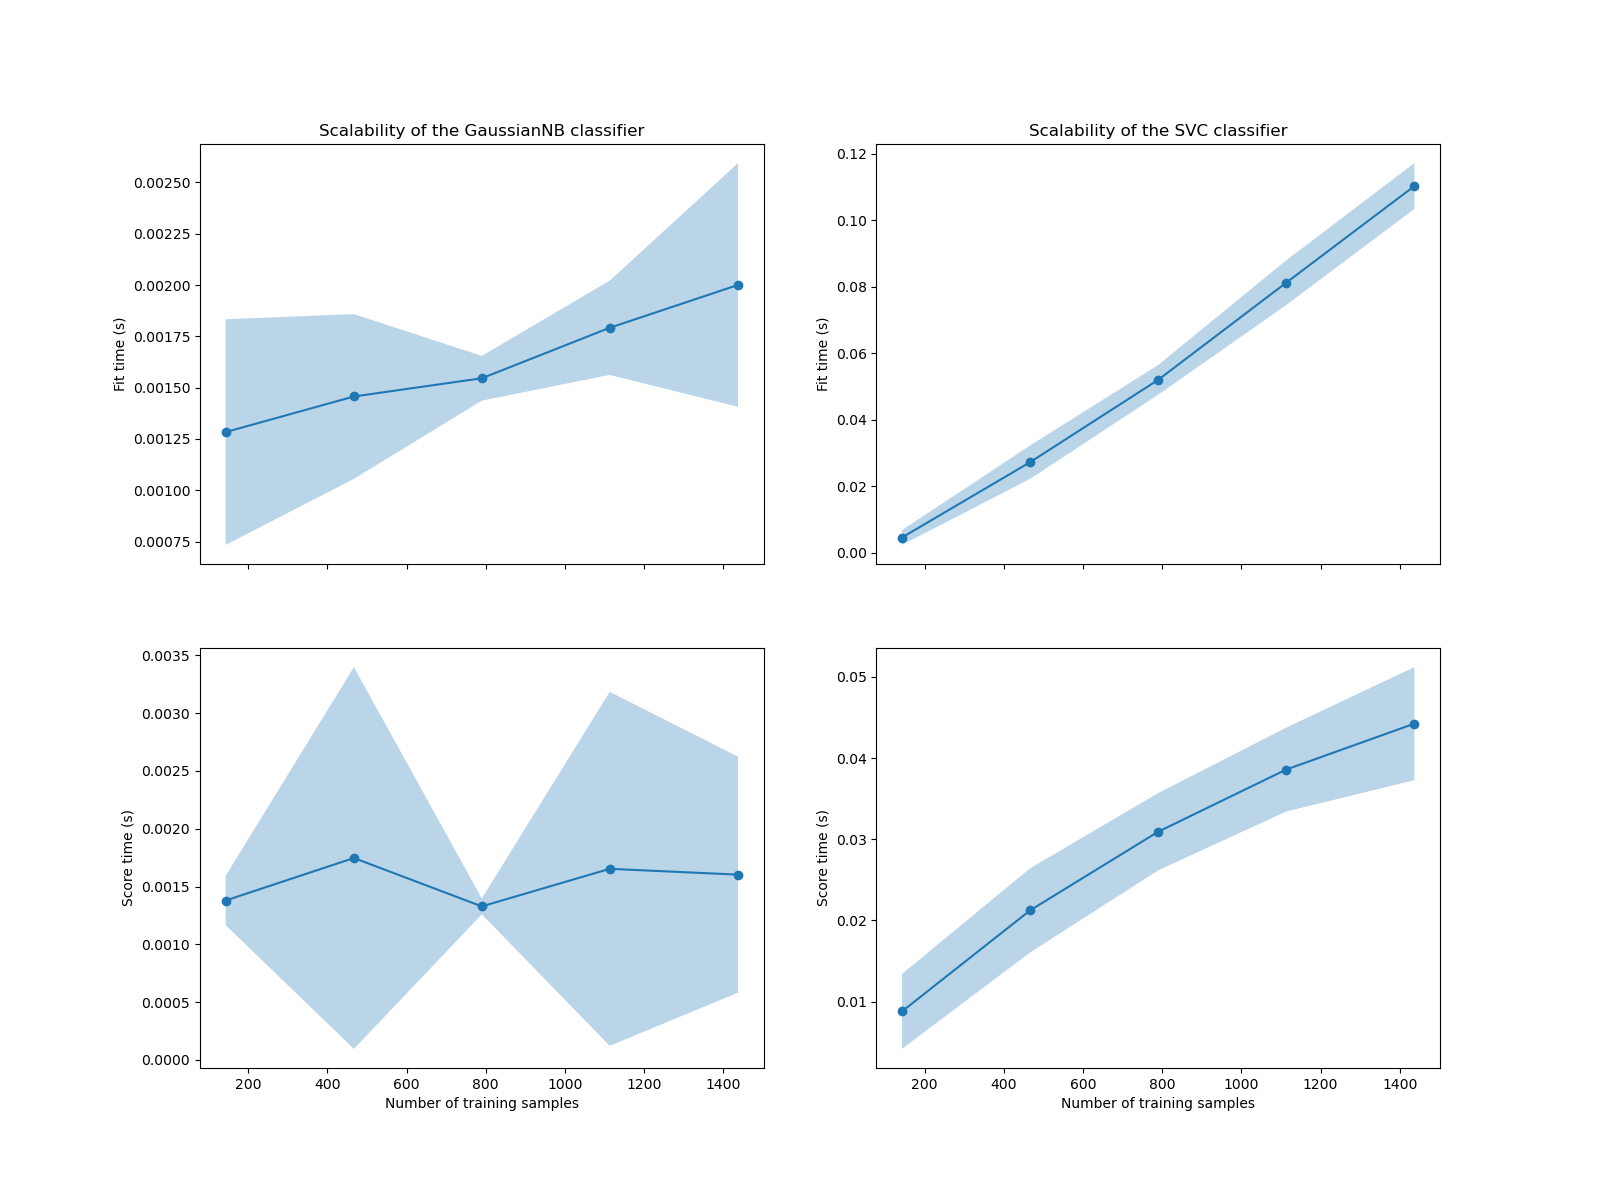 Scalability of the GaussianNB classifier
Fit time (s)
0.00250
0.00225
0.00200
0.00175
0.00150
0.00125
0.00100
0.00075
Scalability of the SVC classifier
Fit time (s)
0.12
0.10
0.08
0.06
0.04
0.02
0.00
Score time (s)
0.0035
0.0030
0.0025
0.0020
0.0015
0.0010
0.0005
0.0000
200 400 600 800 1000 1200 1400
Number of training samples
Score time (s)
0.05
0.04
0.03
0.02
0.01
200 400 600 800 1000 1200 1400
Number of training samples